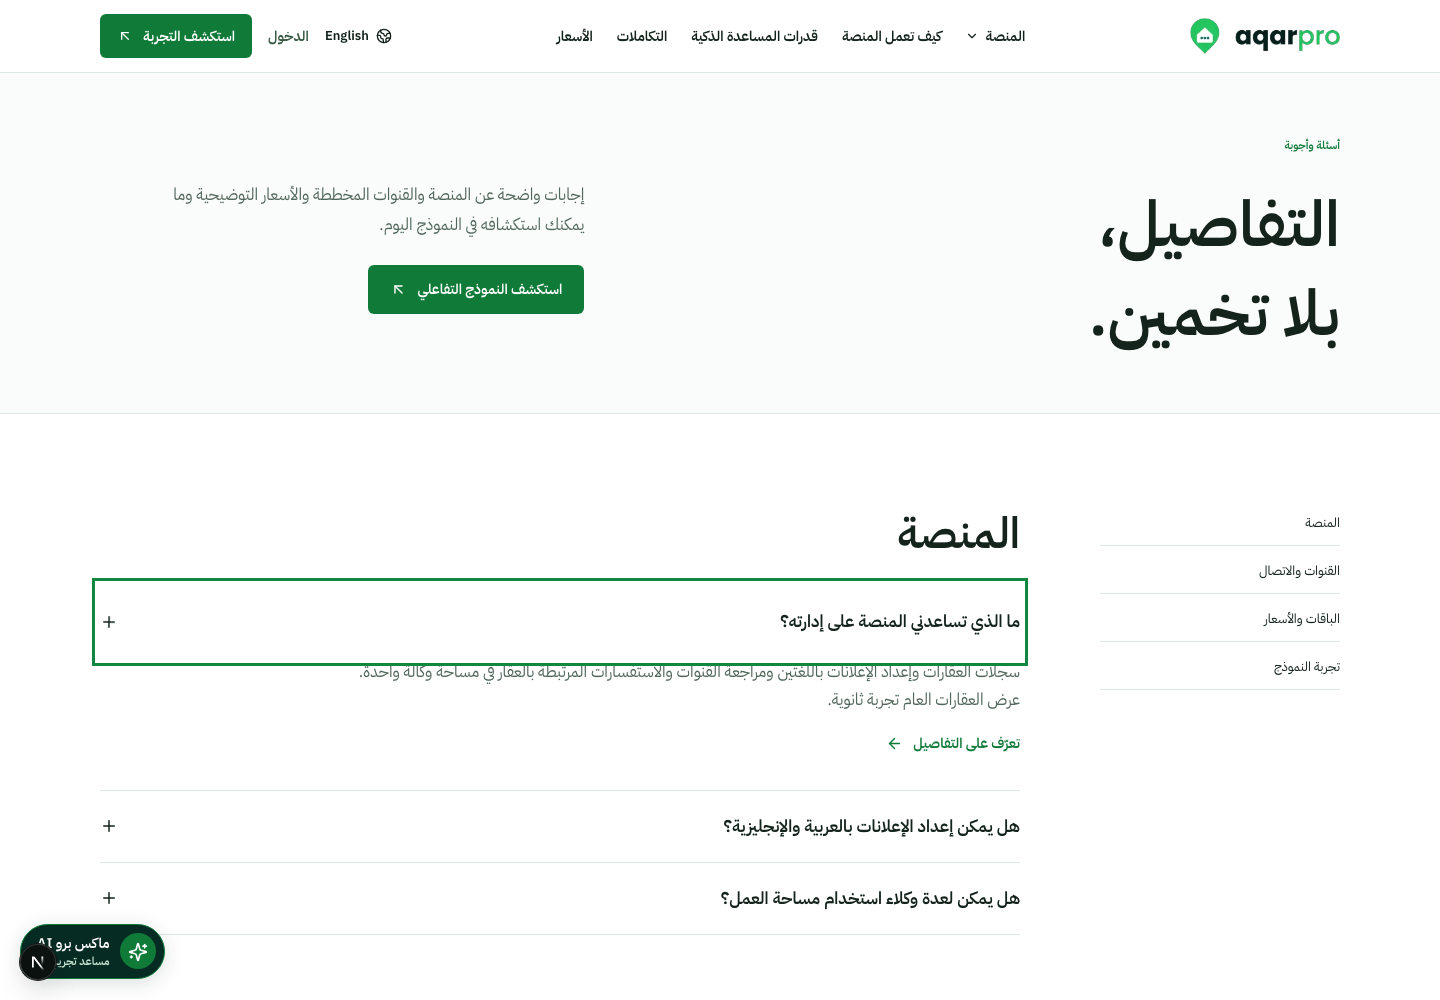 aqarpro
المنصة
كيف تعمل المنصة
قدرات المساعدة الذكية
التكاملات
الأسعار
English
الدخول
استكشف التجربة
أسئلة وأجوبة
التفاصيل،
بلا تخمين.
إجابات واضحة عن المنصة والقنوات المخططة والأسعار التوضيحية وما
يمكنك استكشافه في النموذج اليوم.
استكشف النموذج التفاعلي
المنصة
القنوات والاتصال
الباقات والأسعار
تجربة النموذج
المنصة
ما الذي تساعدني المنصة على إدارته؟
سجلات العقارات وإعداد الإعلانات باللغتين ومراجعة القنوات والاستفسارات المرتبطة بالعقار في مساحة وكالة واحدة.
عرض العقارات العام تجربة ثانوية.
تعرّف على التفاصيل
هل يمكن إعداد الإعلانات بالعربية والإنجليزية؟
هل يمكن لعدة وكلاء استخدام مساحة العمل؟
ماكس برو AI
مساعد
N